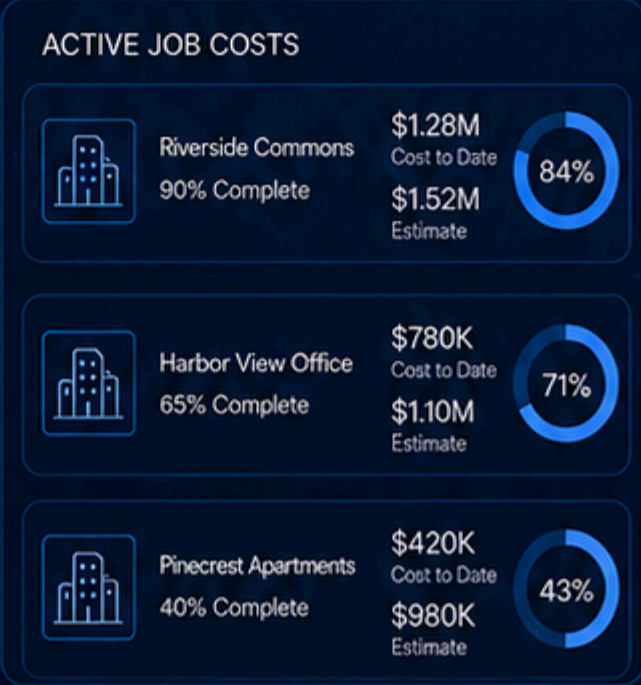 ACTIVE JOB COSTS
Riverside Commons
90% Complete
$1.28M
Cost to Date
$1.52M
Estimate
84%
Harbor View Office
65% Complete
$780K
Cost to Date
$1.10M
Estimate
71%
Pinecrest Apartments
40% Complete
$420K
Cost to Date
$980K
Estimate
43%